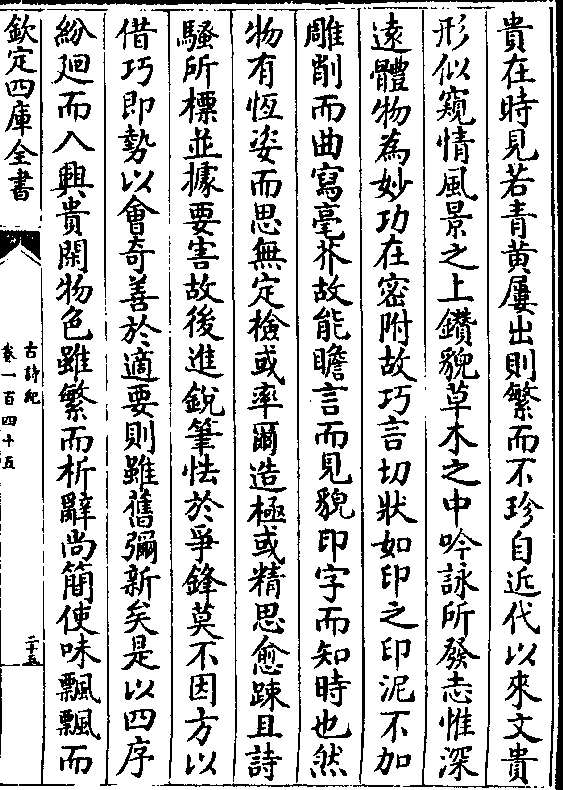 貴在時見若青黃屢出則繁而不珍自近代以來文貴
形似窺情風景之上鑽貌草木之中吟詠所發志惟深
遠體物為妙功在密附故巧言切狀如印之印泥不加
雕削而曲寫毫芥故能瞻言而見貌印字而知時也然
物有恆姿而思無定檢或率爾造極或精思愈疎且詩
騷所標並據要害故後進銳筆怯於爭鋒莫不因方以
借巧即勢以會奇善於適要則雖舊彌新矣是以四序
紛廻而入興貴閑物色雖繁而析辭尚簡使味飄飄而
欽定四庫全書
古詩紀
卷一百四十五
二十五